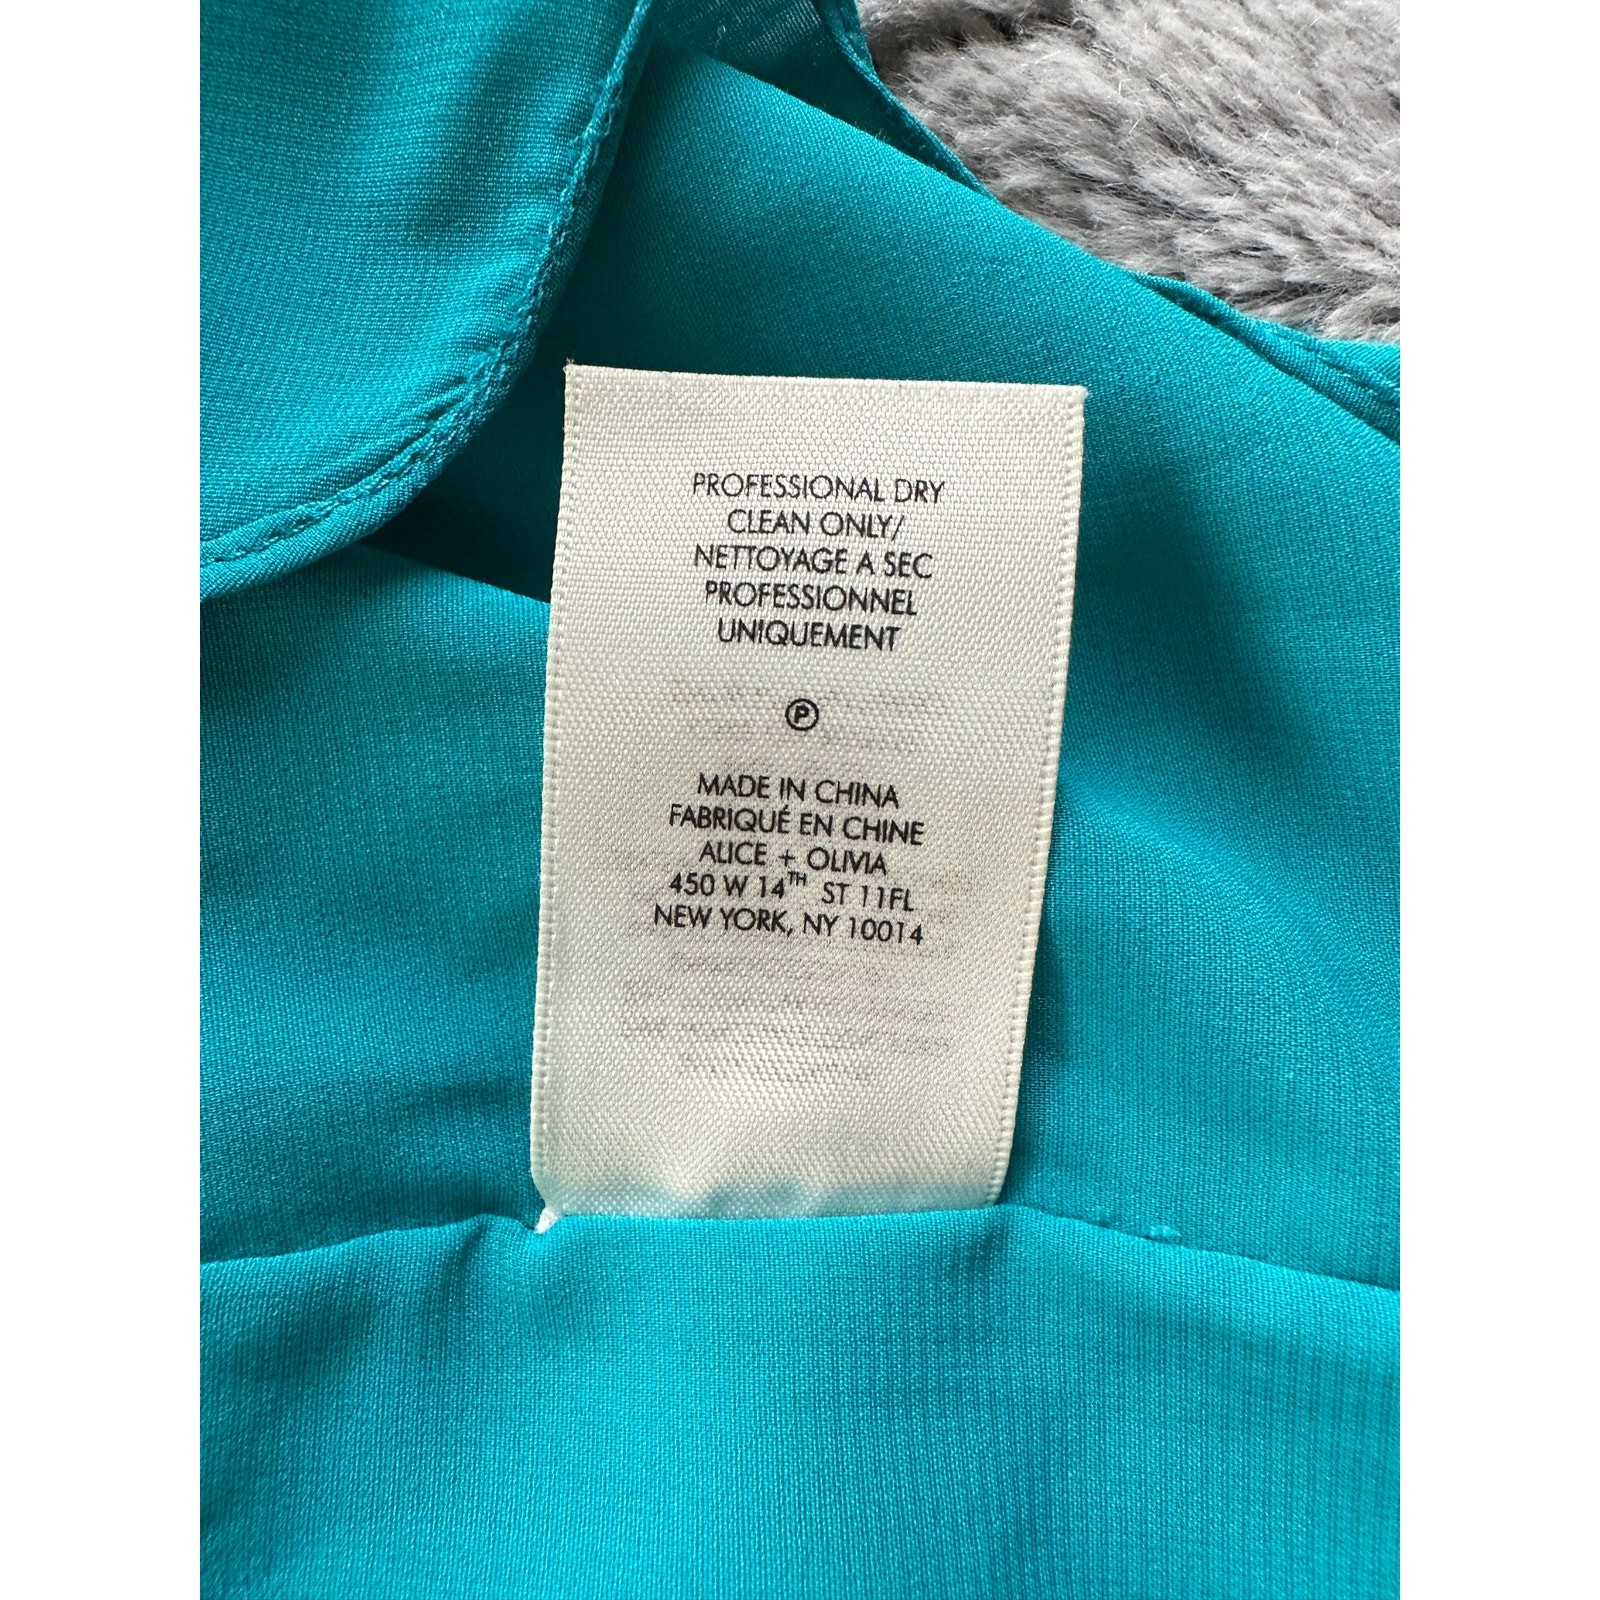 PROFESSIONAL DRY
CLEAN ONLY/
NETTOYAGE A SEC
PROFESSIONNEL
UNIQUEMENT
Ⓟ
MADE IN CHINA
FABRIQUÉ EN CHINE
ALICE + OLIVIA
450 W 14TH ST 11FL
NEW YORK, NY 10014